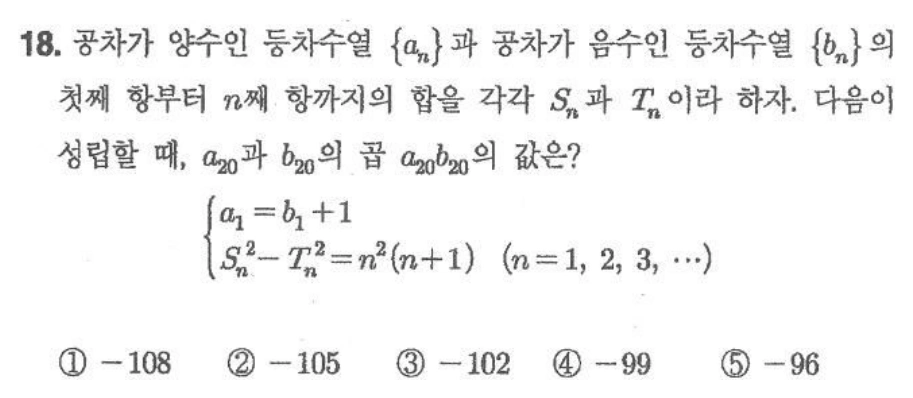 18. 공차가 양수인 등차수열 {aₙ}과 공차가 음수인 등차수열 {bₙ}의
첫째 항부터 n째 항까지의 합을 각각 Sₙ과 Tₙ이라 하자. 다음이
성립할 때, a₂₀과 b₂₀의 곱 a₂₀b₂₀의 값은?
a₁ = b₁ + 1
Sₙ² − Tₙ² = n²(n+1) (n = 1, 2, 3, ⋯)
① −108 ② −105 ③ −102 ④ −99 ⑤ −96